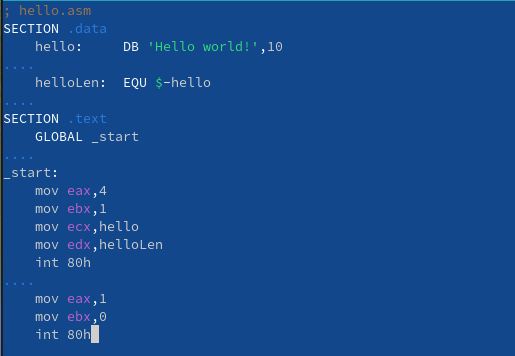 ; hello.asm
SECTION .data
    hello:     DB 'Hello world!',10
....
    helloLen:  EQU $-hello
....
SECTION .text
    GLOBAL _start
....
_start:
    mov eax,4
    mov ebx,1
    mov ecx,hello
    mov edx,helloLen
    int 80h
....
    mov eax,1
    mov ebx,0
    int 80h